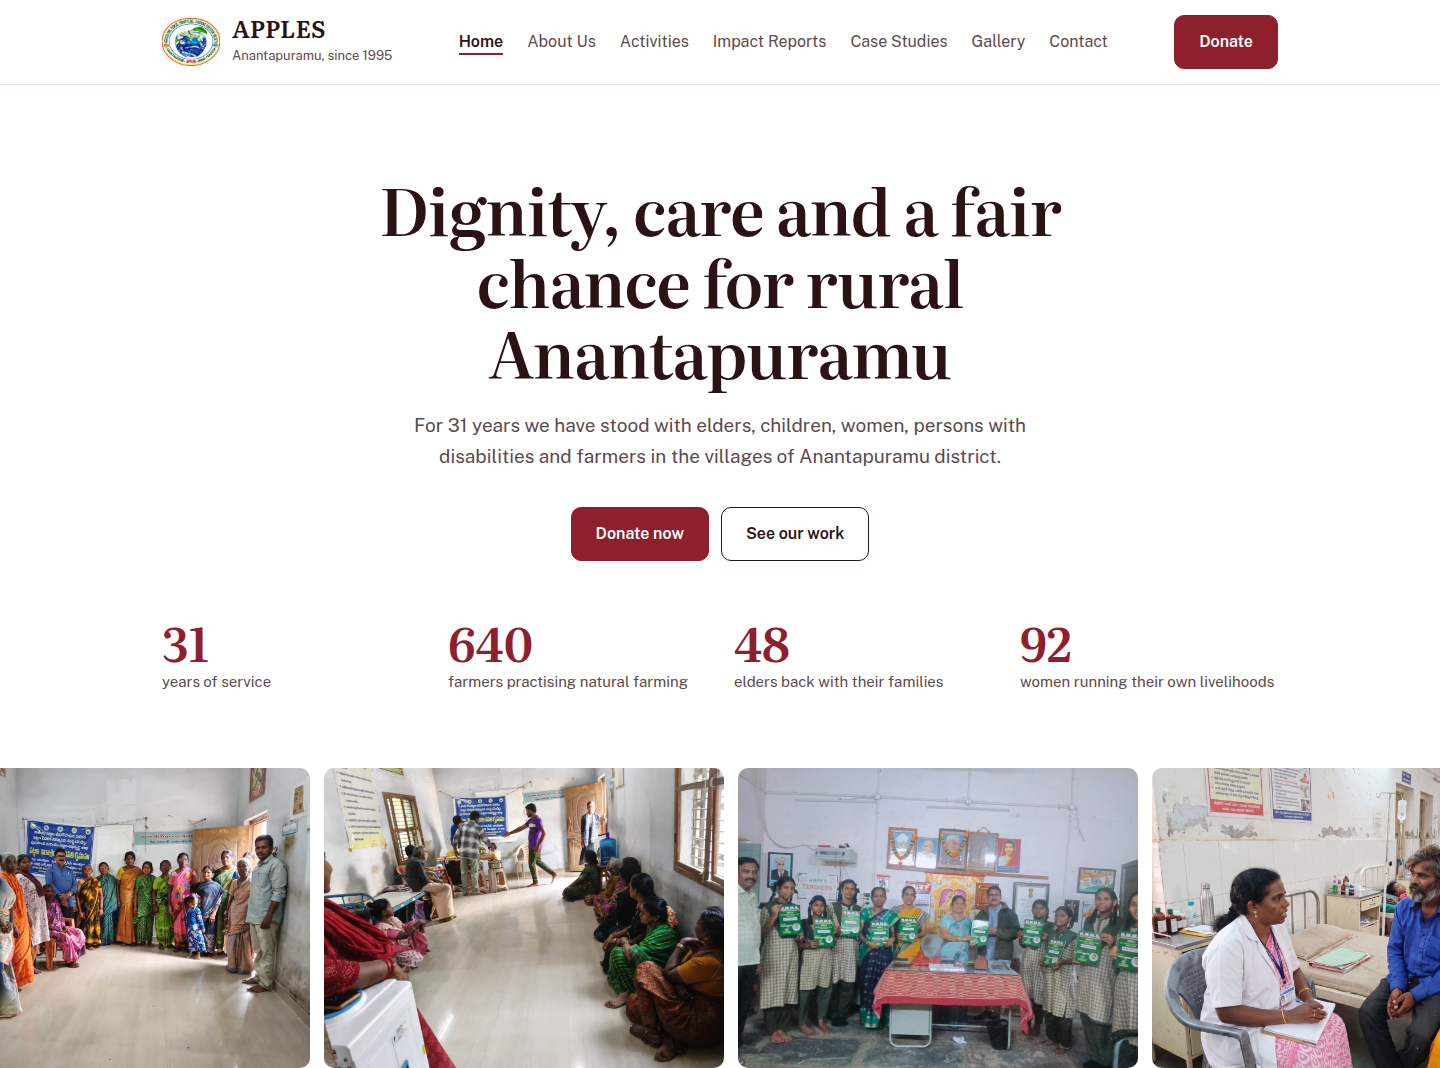 APPLES
Anantapuramu, since 1995
Home
About Us
Activities
Impact Reports
Case Studies
Gallery
Contact
Donate
Dignity, care and a fair
chance for rural
Anantapuramu
For 31 years we have stood with elders, children, women, persons with
disabilities and farmers in the villages of Anantapuramu district.
Donate now
See our work
31
years of service
640
farmers practising natural farming
48
elders back with their families
92
women running their own livelihoods
TEACHERS